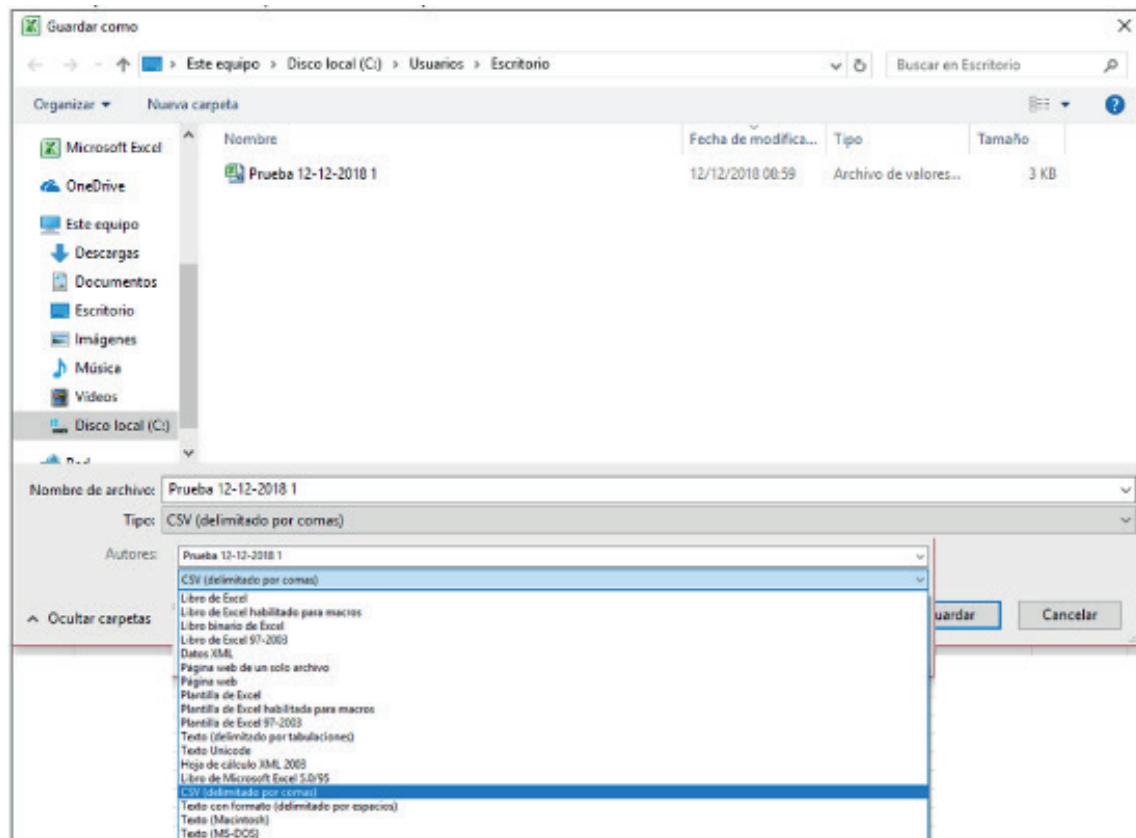 Guardar como
Este equipo > Disco local (C:) > Usuarios > Escritorio
Buscar en Escritorio
Organizar
Nueva carpeta
Nombre
Fecha de modifica...
Tipo
Tamaño
Microsoft Excel
Prueba 12-12-2018 1
12/12/2018 08:59
Archivo de valores...
3 KB
OneDrive
Este equipo
Descargas
Documentos
Escritorio
Imágenes
Música
Vídeos
Disco local (C:)
Nombre de archivo: Prueba 12-12-2018 1
Tipo: CSV (delimitado por comas)
Autores:
Prueba 12-12-2018 1
CSV (delimitado por comas)
Libro de Excel
Libro de Excel habilitado para macros
Libro binario de Excel
Libro de Excel 97-2003
Datos XML
Página web de un solo archivo
Página web
Plantilla de Excel
Plantilla de Excel habilitada para macros
Plantilla de Excel 97-2003
Texto (delimitado por tabulaciones)
Texto Unicode
Hoja de cálculo XML 2003
Libro de Microsoft Excel 5.0/95
CSV (delimitado por comas)
Texto con formato (delimitado por espacios)
Texto (Macintosh)
Texto (MS-DOS)
Ocultar carpetas
uardar
Cancelar